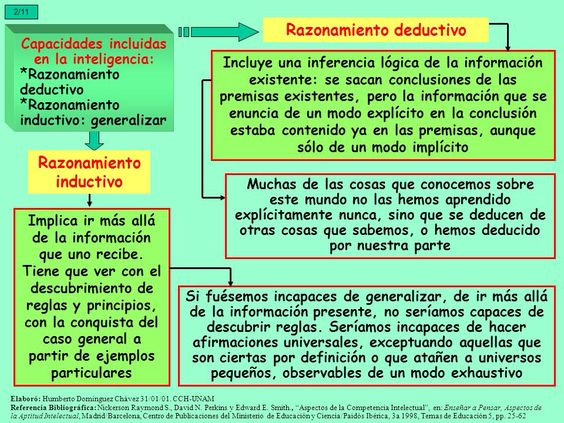 2/11
Capacidades incluidas
en la inteligencia:
*Razonamiento
deductivo
*Razonamiento
inductivo: generalizar
Razonamiento deductivo
Incluye una inferencia lógica de la información
existente: se sacan conclusiones de las
premisas existentes, pero la información que se
enuncia de un modo explícito en la conclusión
estaba contenido ya en las premisas, aunque
sólo de un modo implícito
Muchas de las cosas que conocemos sobre
este mundo no las hemos aprendido
explícitamente nunca, sino que se deducen de
otras cosas que sabemos, o hemos deducido
por nuestra parte
Razonamiento
inductivo
Implica ir más allá
de la información
que uno recibe.
Tiene que ver con el
descubrimiento de
reglas y principios,
con la conquista del
caso general a
partir de ejemplos
particulares
Si fuésemos incapaces de generalizar, de ir más allá
de la información presente, no seríamos capaces de
descubrir reglas. Seríamos incapaces de hacer
afirmaciones universales, exceptuando aquellas que
son ciertas por definición o que atañen a universos
pequeños, observables de un modo exhaustivo
Elaboró: Humberto Domínguez Chávez 31/01/01. CCH-UNAM
Referencia Bibliográfica: Nickerson Raymond S., David N. Perkins y Edward E. Smith., “Aspectos de la Competencia Intelectual”, en: Enseñar a Pensar, Aspectos de
la Aptitud Intelectual, Madrid/Barcelona, Centro de Publicaciones del Ministerio de Educación y Ciencia/Paidós Ibérica, 3a 1998, Temas de Educación 5, pp. 25-62